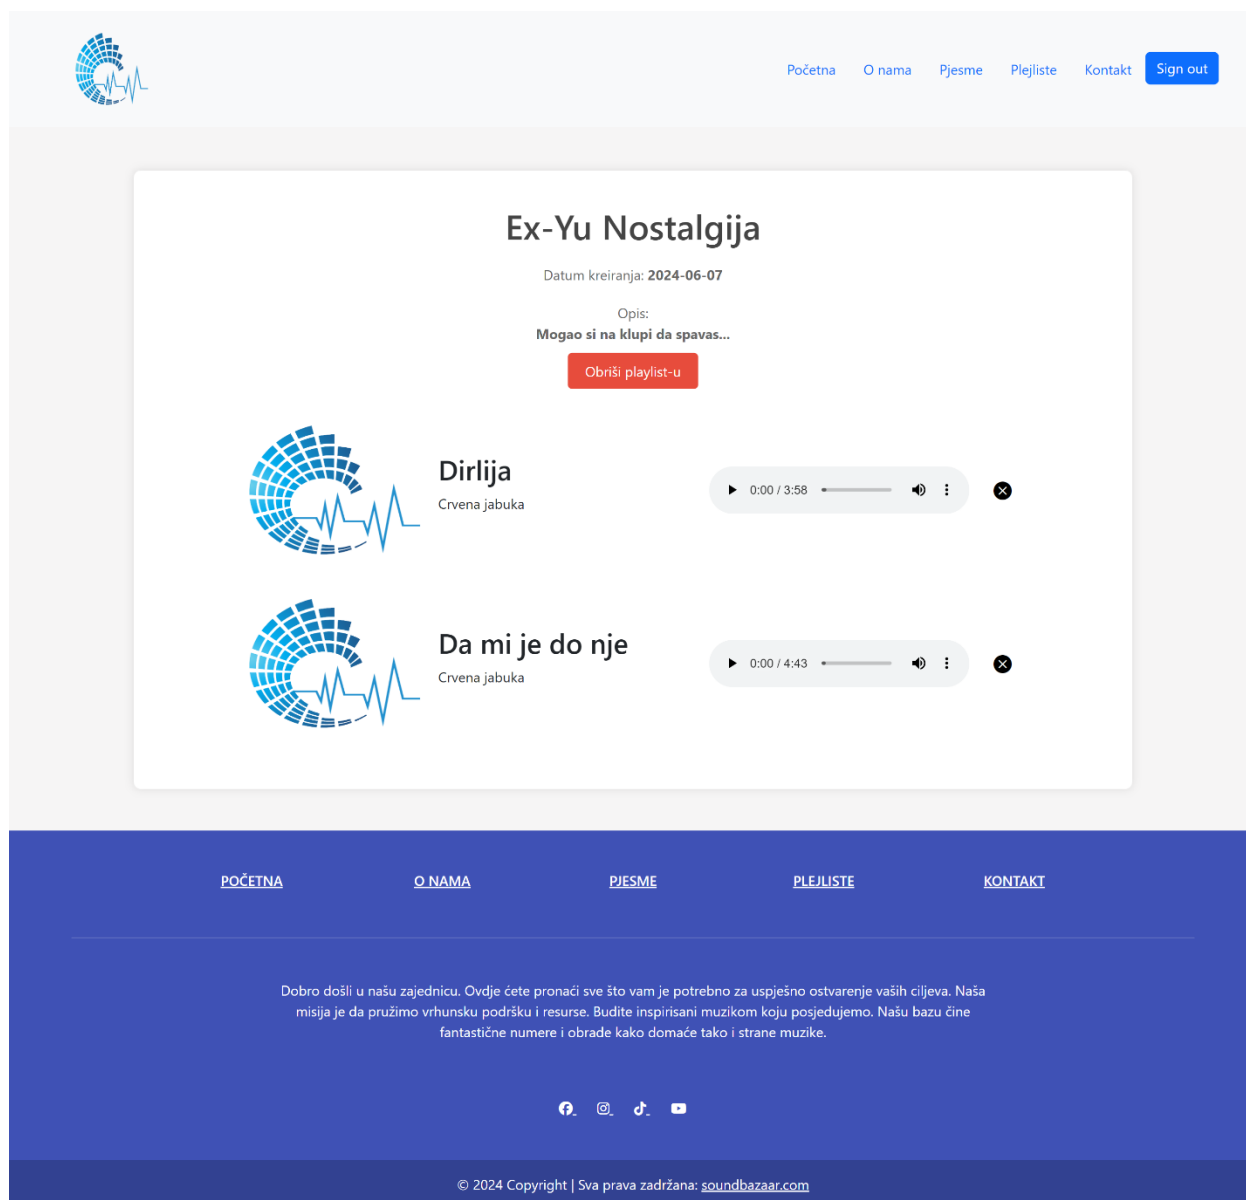 Početna O nama Pjesme Plejliste Kontakt Sign out
Ex-Yu Nostalgija
Datum kreiranja: 2024-06-07
Opis:
Mogao si na klupi da spavas...
Obriši playlist-u
Dirlija
Crvena jabuka
0:00 / 3:58
Da mi je do nje
Crvena jabuka
0:00 / 4:43
POČETNA O NAMA PJESME PLEJLISTE KONTAKT
Dobro došli u našu zajednicu. Ovdje ćete pronaći sve što vam je potrebno za uspješno ostvarenje vaših ciljeva. Naša
misija je da pružimo vrhunsku podršku i resurse. Budite inspirisani muzikom koju posjedujemo. Našu bazu čine
fantastične numere i obrade kako domaće tako i strane muzike.
© 2024 Copyright | Sva prava zadržana: soundbazaar.com